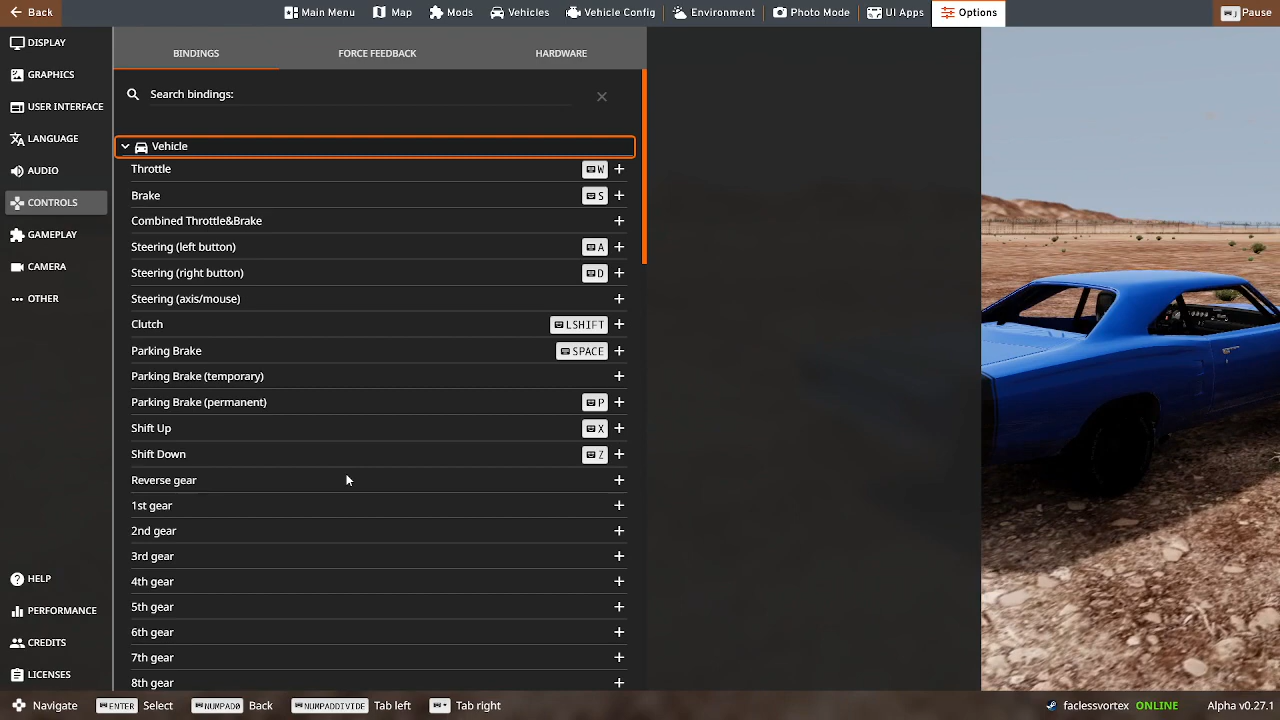 Back
Main Menu
Map
Mods
Vehicles
Vehicle Config
Environment
Photo Mode
UI Apps
Options
J Pause
DISPLAY
GRAPHICS
USER INTERFACE
LANGUAGE
AUDIO
CONTROLS
GAMEPLAY
CAMERA
OTHER
HELP
PERFORMANCE
CREDITS
LICENSES
BINDINGS
FORCE FEEDBACK
HARDWARE
Search bindings:
Vehicle
Throttle W
Brake S
Combined Throttle&Brake
Steering (left button) A
Steering (right button) D
Steering (axis/mouse)
Clutch LSHIFT
Parking Brake SPACE
Parking Brake (temporary)
Parking Brake (permanent) P
Shift Up X
Shift Down Z
Reverse gear
1st gear
2nd gear
3rd gear
4th gear
5th gear
6th gear
7th gear
8th gear
Navigate
ENTER Select
NUMPAD0 Back
NUMPADDIVIDE Tab left
Tab right
faclessvortex ONLINE
Alpha v0.27.1